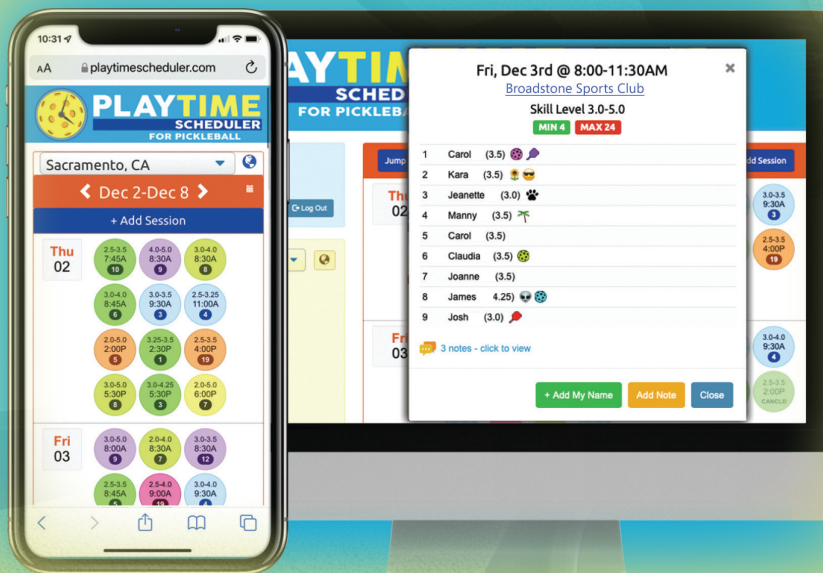 10:31
AA playtimescheduler.com
PLAYTIME
SCHEDULER
FOR PICKLEBALL
Sacramento, CA
Dec 2-Dec 8
+ Add Session
Thu
02
2.5-3.5
7:45A
10
4.0-5.0
8:30A
9
3.0-4.0
8:30A
8
3.0-4.0
8:45A
6
3.0-3.5
9:30A
3
2.5-3.25
11:00A
4
2.0-5.0
2:00P
5
3.25-3.5
2:30P
1
2.5-3.5
4:00P
19
3.0-5.0
5:30P
8
3.0-4.25
5:30P
3
2.0-5.0
6:00P
7
Fri
03
3.0-5.0
8:00A
9
2.0-4.0
8:30A
7
3.0-3.5
8:30A
12
2.5-3.5
8:45A
2.5-4.0
9:00A
3.0-4.0
9:30A
AYTIM
SCHED
FOR PICKLEBA
Log Out
Jump
Th
02
Fri
03
Fri, Dec 3rd @ 8:00-11:30AM
Broadstone Sports Club
Skill Level 3.0-5.0
MIN 4 MAX 24
1 Carol (3.5)
2 Kara (3.5)
3 Jeanette (3.0)
4 Manny (3.5)
5 Carol (3.5)
6 Claudia (3.5)
7 Joanne (3.5)
8 James 4.25)
9 Josh (3.0)
3 notes - click to view
+ Add My Name Add Note Close
dd Session
3.0-3.5
9:30A
3
2.5-3.5
4:00P
19
3.0-4.0
9:30A
4
2.5-3.5
2:00P
CANCLD